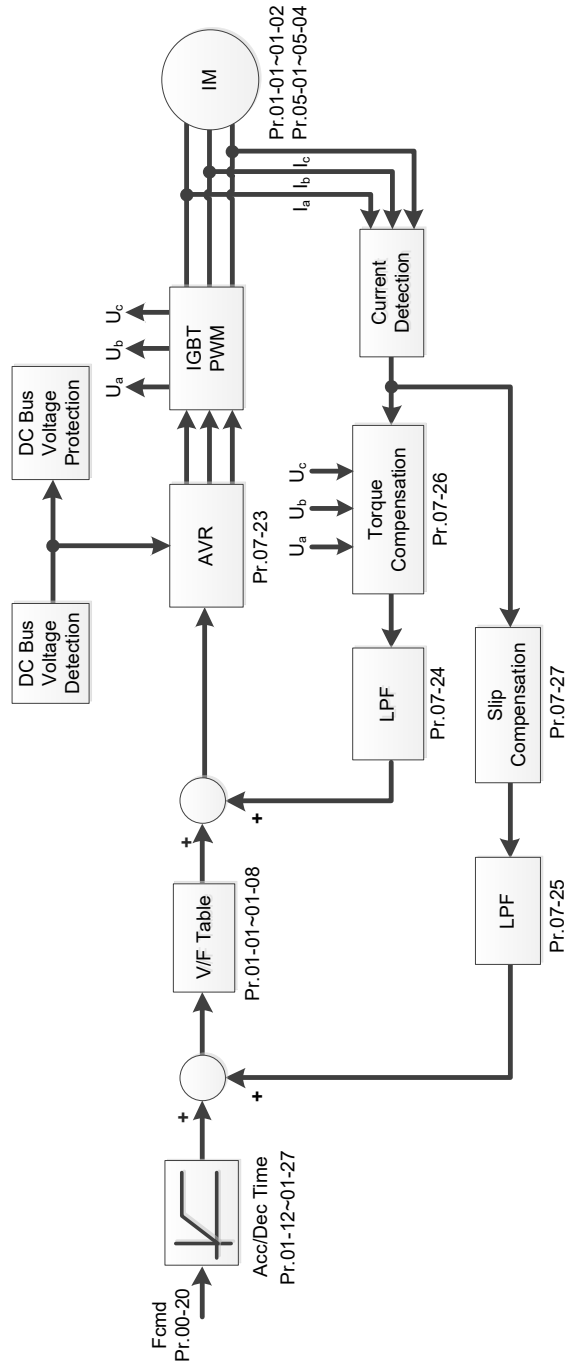 DC Bus
Voltage
Detection
DC Bus
Voltage
Protection
Fcmd
Pr.00-20
Acc/Dec Time
Pr.01-12~01-27
+
+
V/F Table
Pr.01-01~01-08
+
+
AVR
Pr.07-23
Ua
Ub
Uc
IGBT
PWM
IM
Pr.01-01~01-02
Pr.05-01~05-04
Ia
Ib
Ic
Current
Detection
Ua
Ub
Uc
Torque
Compensation
Pr.07-26
LPF
Pr.07-24
Slip
Compensation
Pr.07-27
LPF
Pr.07-25